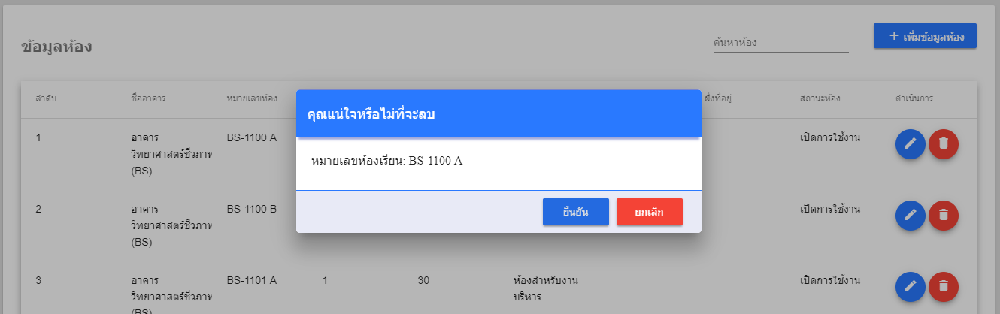 ข้อมูลห้อง
ค้นหาห้อง
+ เพิ่มข้อมูลห้อง
ลำดับ ชื่ออาคาร หมายเลขห้อง ฝั่งที่อยู่ สถานะห้อง ดำเนินการ
คุณแน่ใจหรือไม่ที่จะลบ
หมายเลขห้องเรียน: BS-1100 A
ยืนยัน ยกเลิก
1 อาคาร BS-1100 A เปิดการใช้งาน
วิทยาศาสตร์ชีวภาพ
(BS)
2 อาคาร BS-1100 B เปิดการใช้งาน
วิทยาศาสตร์ชีวภาพ
(BS)
3 อาคาร BS-1101 A 1 30 ห้องสำหรับงาน เปิดการใช้งาน
วิทยาศาสตร์ชีวภาพ บริหาร
(BS)